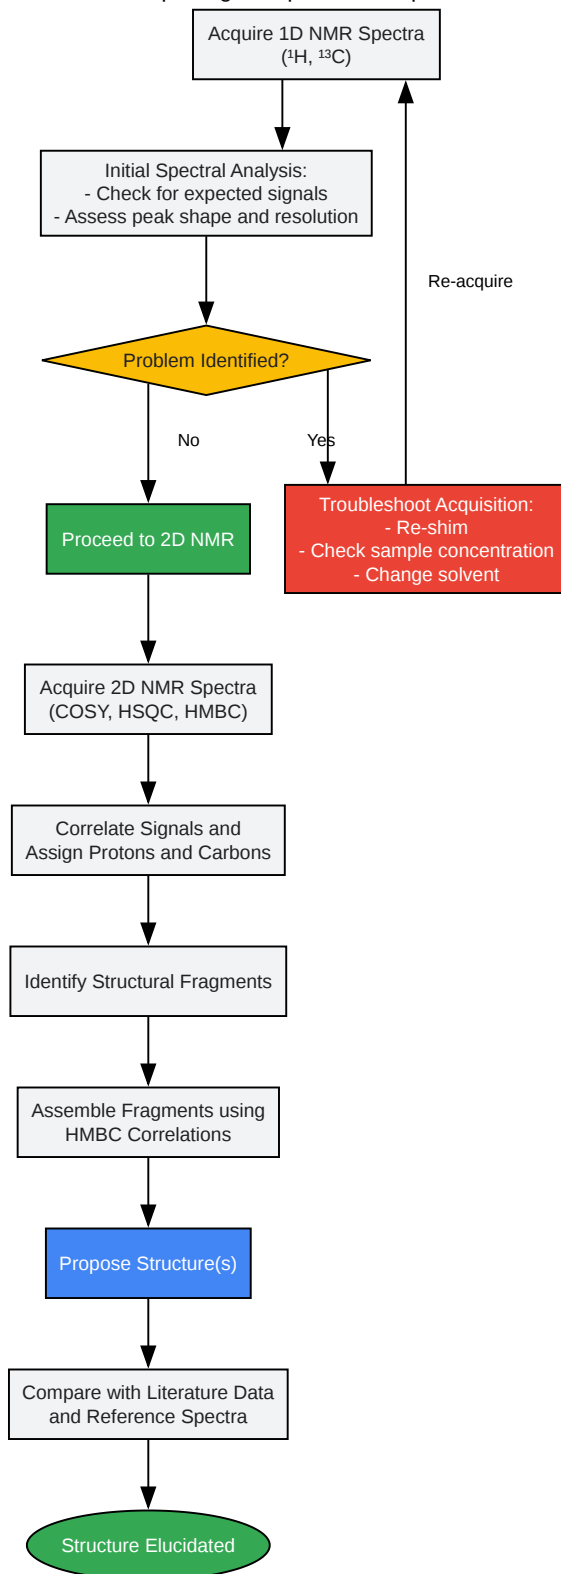 Acquire 1D NMR Spectra
(¹H, ¹³C)
Initial Spectral Analysis:
- Check for expected signals
- Assess peak shape and resolution
Re-acquire
Problem Identified?
No
Yes
Troubleshoot Acquisition:
- Re-shim
- Check sample concentration
- Change solvent
Proceed to 2D NMR
Acquire 2D NMR Spectra
(COSY, HSQC, HMBC)
Correlate Signals and
Assign Protons and Carbons
Identify Structural Fragments
Assemble Fragments using
HMBC Correlations
Propose Structure(s)
Compare with Literature Data
and Reference Spectra
Structure Elucidated